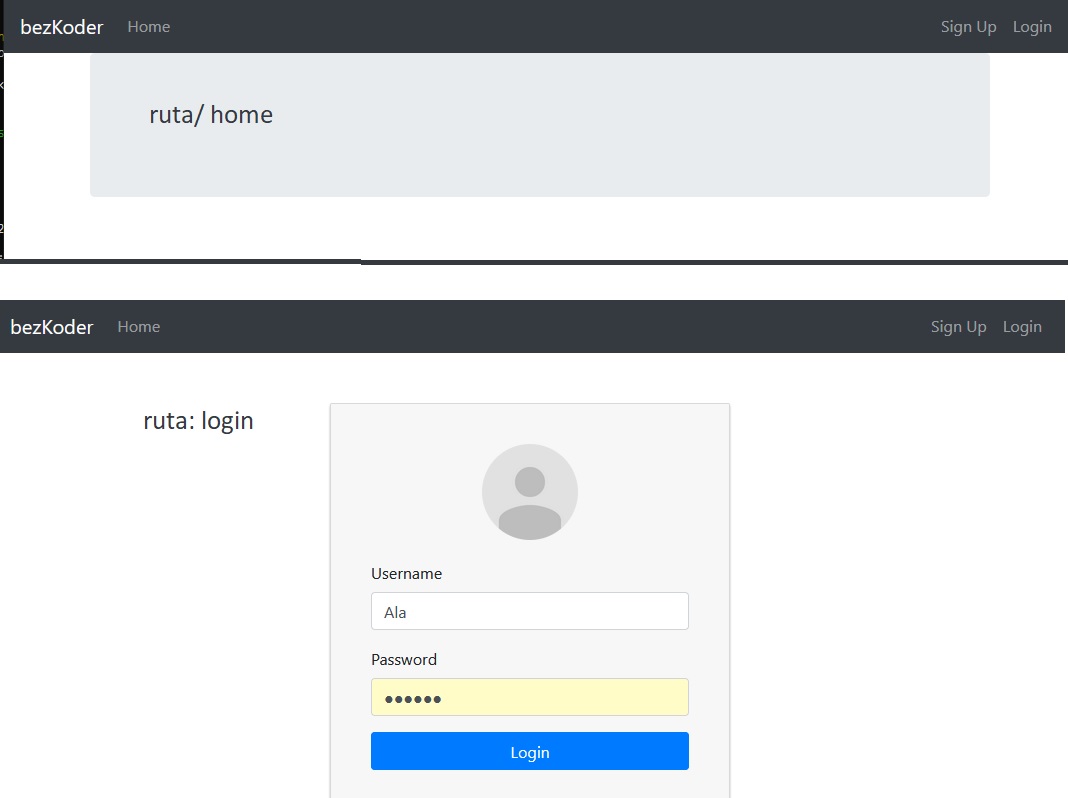 bezKoder Home Sign Up Login
ruta/ home
bezKoder Home Sign Up Login
ruta: login
Username
Ala
Password
●●●●●●
Login